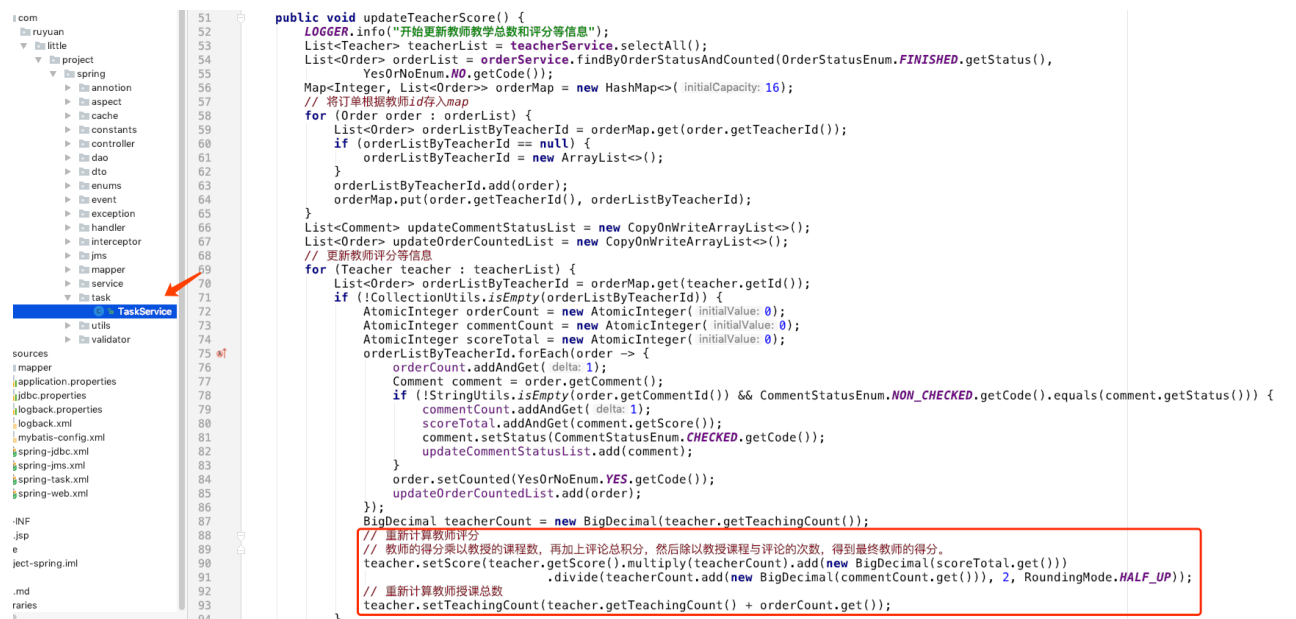 com
ruyuan
little
project
spring
annotion
aspect
cache
constants
controller
dao
dto
enums
event
exception
handler
interceptor
jms
mapper
service
task
TaskService
utils
validator
sources
mapper
application.properties
jdbc.properties
logback.properties
logback.xml
mybatis-config.xml
spring-jdbc.xml
spring-jms.xml
spring-task.xml
spring-web.xml
-INF
.jsp
e
ject-spring.iml
.md
raries
51 public void updateTeacherScore() {
52 LOGGER.info("开始更新教师教学总数和评分等信息");
53 List<Teacher> teacherList = teacherService.selectAll();
54 List<Order> orderList = orderService.findByOrderStatusAndCounted(OrderStatusEnum.FINISHED.getStatus(),
55 YesOrNoEnum.NO.getCode());
56 Map<Integer, List<Order>> orderMap = new HashMap<>( initialCapacity: 16);
57 // 将订单根据教师id存入map
58 for (Order order : orderList) {
59 List<Order> orderListByTeacherId = orderMap.get(order.getTeacherId());
60 if (orderListByTeacherId == null) {
61 orderListByTeacherId = new ArrayList<>();
62 }
63 orderListByTeacherId.add(order);
64 orderMap.put(order.getTeacherId(), orderListByTeacherId);
65 }
66 List<Comment> updateCommentStatusList = new CopyOnWriteArrayList<>();
67 List<Order> updateOrderCountedList = new CopyOnWriteArrayList<>();
68 // 更新教师评分等信息
69 for (Teacher teacher : teacherList) {
70 List<Order> orderListByTeacherId = orderMap.get(teacher.getId());
71 if (!CollectionUtils.isEmpty(orderListByTeacherId)) {
72 AtomicInteger orderCount = new AtomicInteger( initialValue: 0);
73 AtomicInteger commentCount = new AtomicInteger( initialValue: 0);
74 AtomicInteger scoreTotal = new AtomicInteger( initialValue: 0);
75 orderListByTeacherId.forEach(order -> {
76 orderCount.addAndGet( delta: 1);
77 Comment comment = order.getComment();
78 if (!StringUtils.isEmpty(order.getCommentId()) && CommentStatusEnum.NON_CHECKED.getCode().equals(comment.getStatus())) {
79 commentCount.addAndGet( delta: 1);
80 scoreTotal.addAndGet(comment.getScore());
81 comment.setStatus(CommentStatusEnum.CHECKED.getCode());
82 updateCommentStatusList.add(comment);
83 }
84 order.setCounted(YesOrNoEnum.YES.getCode());
85 updateOrderCountedList.add(order);
86 });
87 BigDecimal teacherCount = new BigDecimal(teacher.getTeachingCount());
88 // 重新计算教师评分
89 // 教师的得分乘以教授的课程数，再加上评论总积分，然后除以教授课程与评论的次数，得到最终教师的得分。
90 teacher.setScore(teacher.getScore().multiply(teacherCount).add(new BigDecimal(scoreTotal.get()))
91 .divide(teacherCount.add(new BigDecimal(commentCount.get())), 2, RoundingMode.HALF_UP));
92 // 重新计算教师授课总数
93 teacher.setTeachingCount(teacher.getTeachingCount() + orderCount.get());
94 }